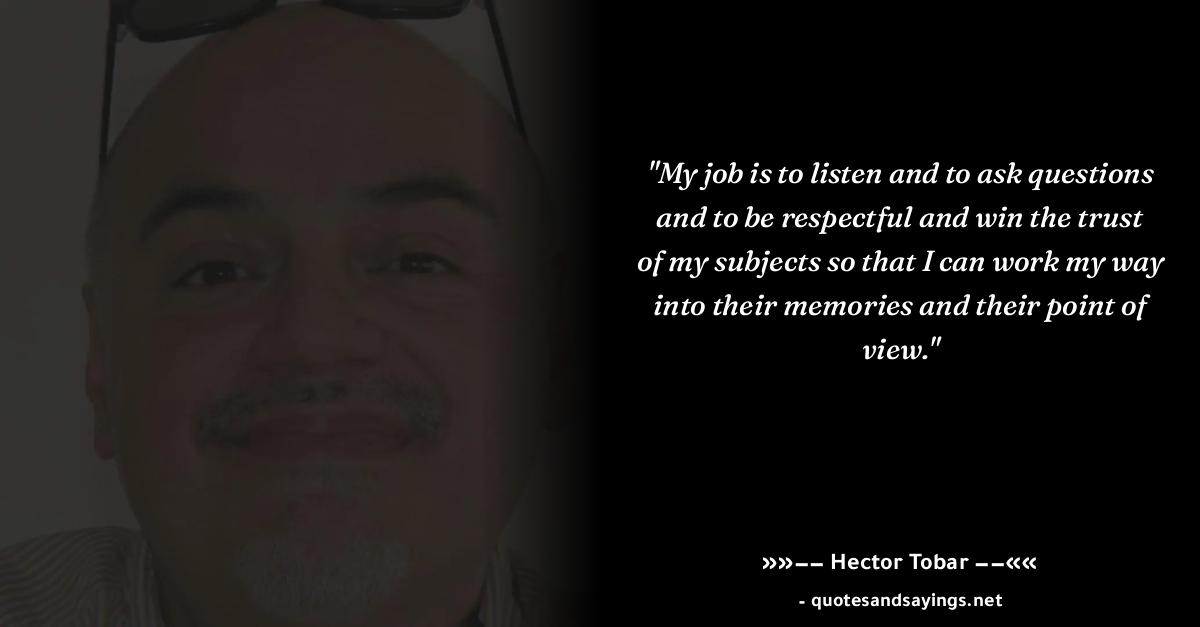 "My job is to listen and to ask questions
and to be respectful and win the trust
of my subjects so that I can work my way
into their memories and their point of
view."
»»−− Hector Tobar −−««
- quotesandsayings.net